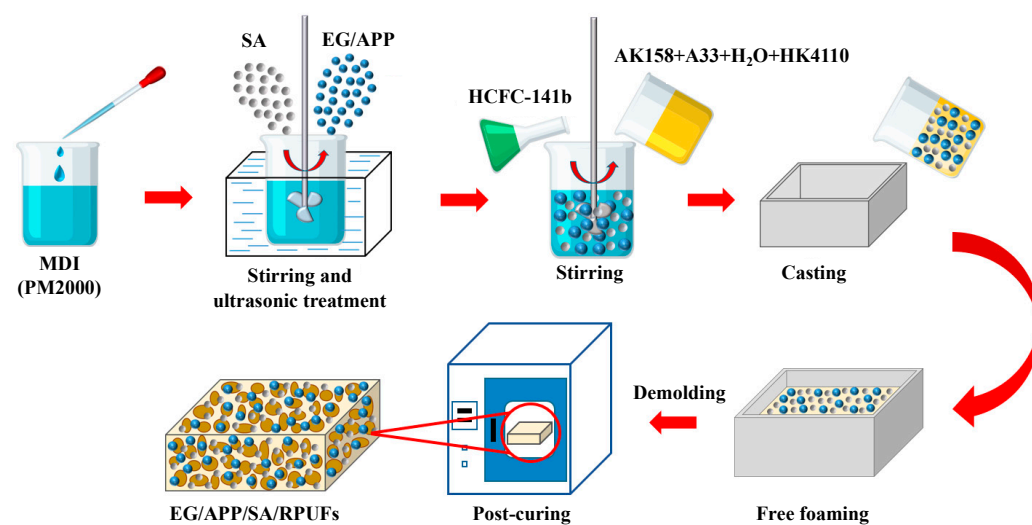 SA
EG/APP
HCFC-141b
AK158+A33+H₂O+HK4110
MDI
(PM2000)
Stirring and
ultrasonic treatment
Stirring
Casting
Demolding
EG/APP/SA/RPUFs
Post-curing
Free foaming